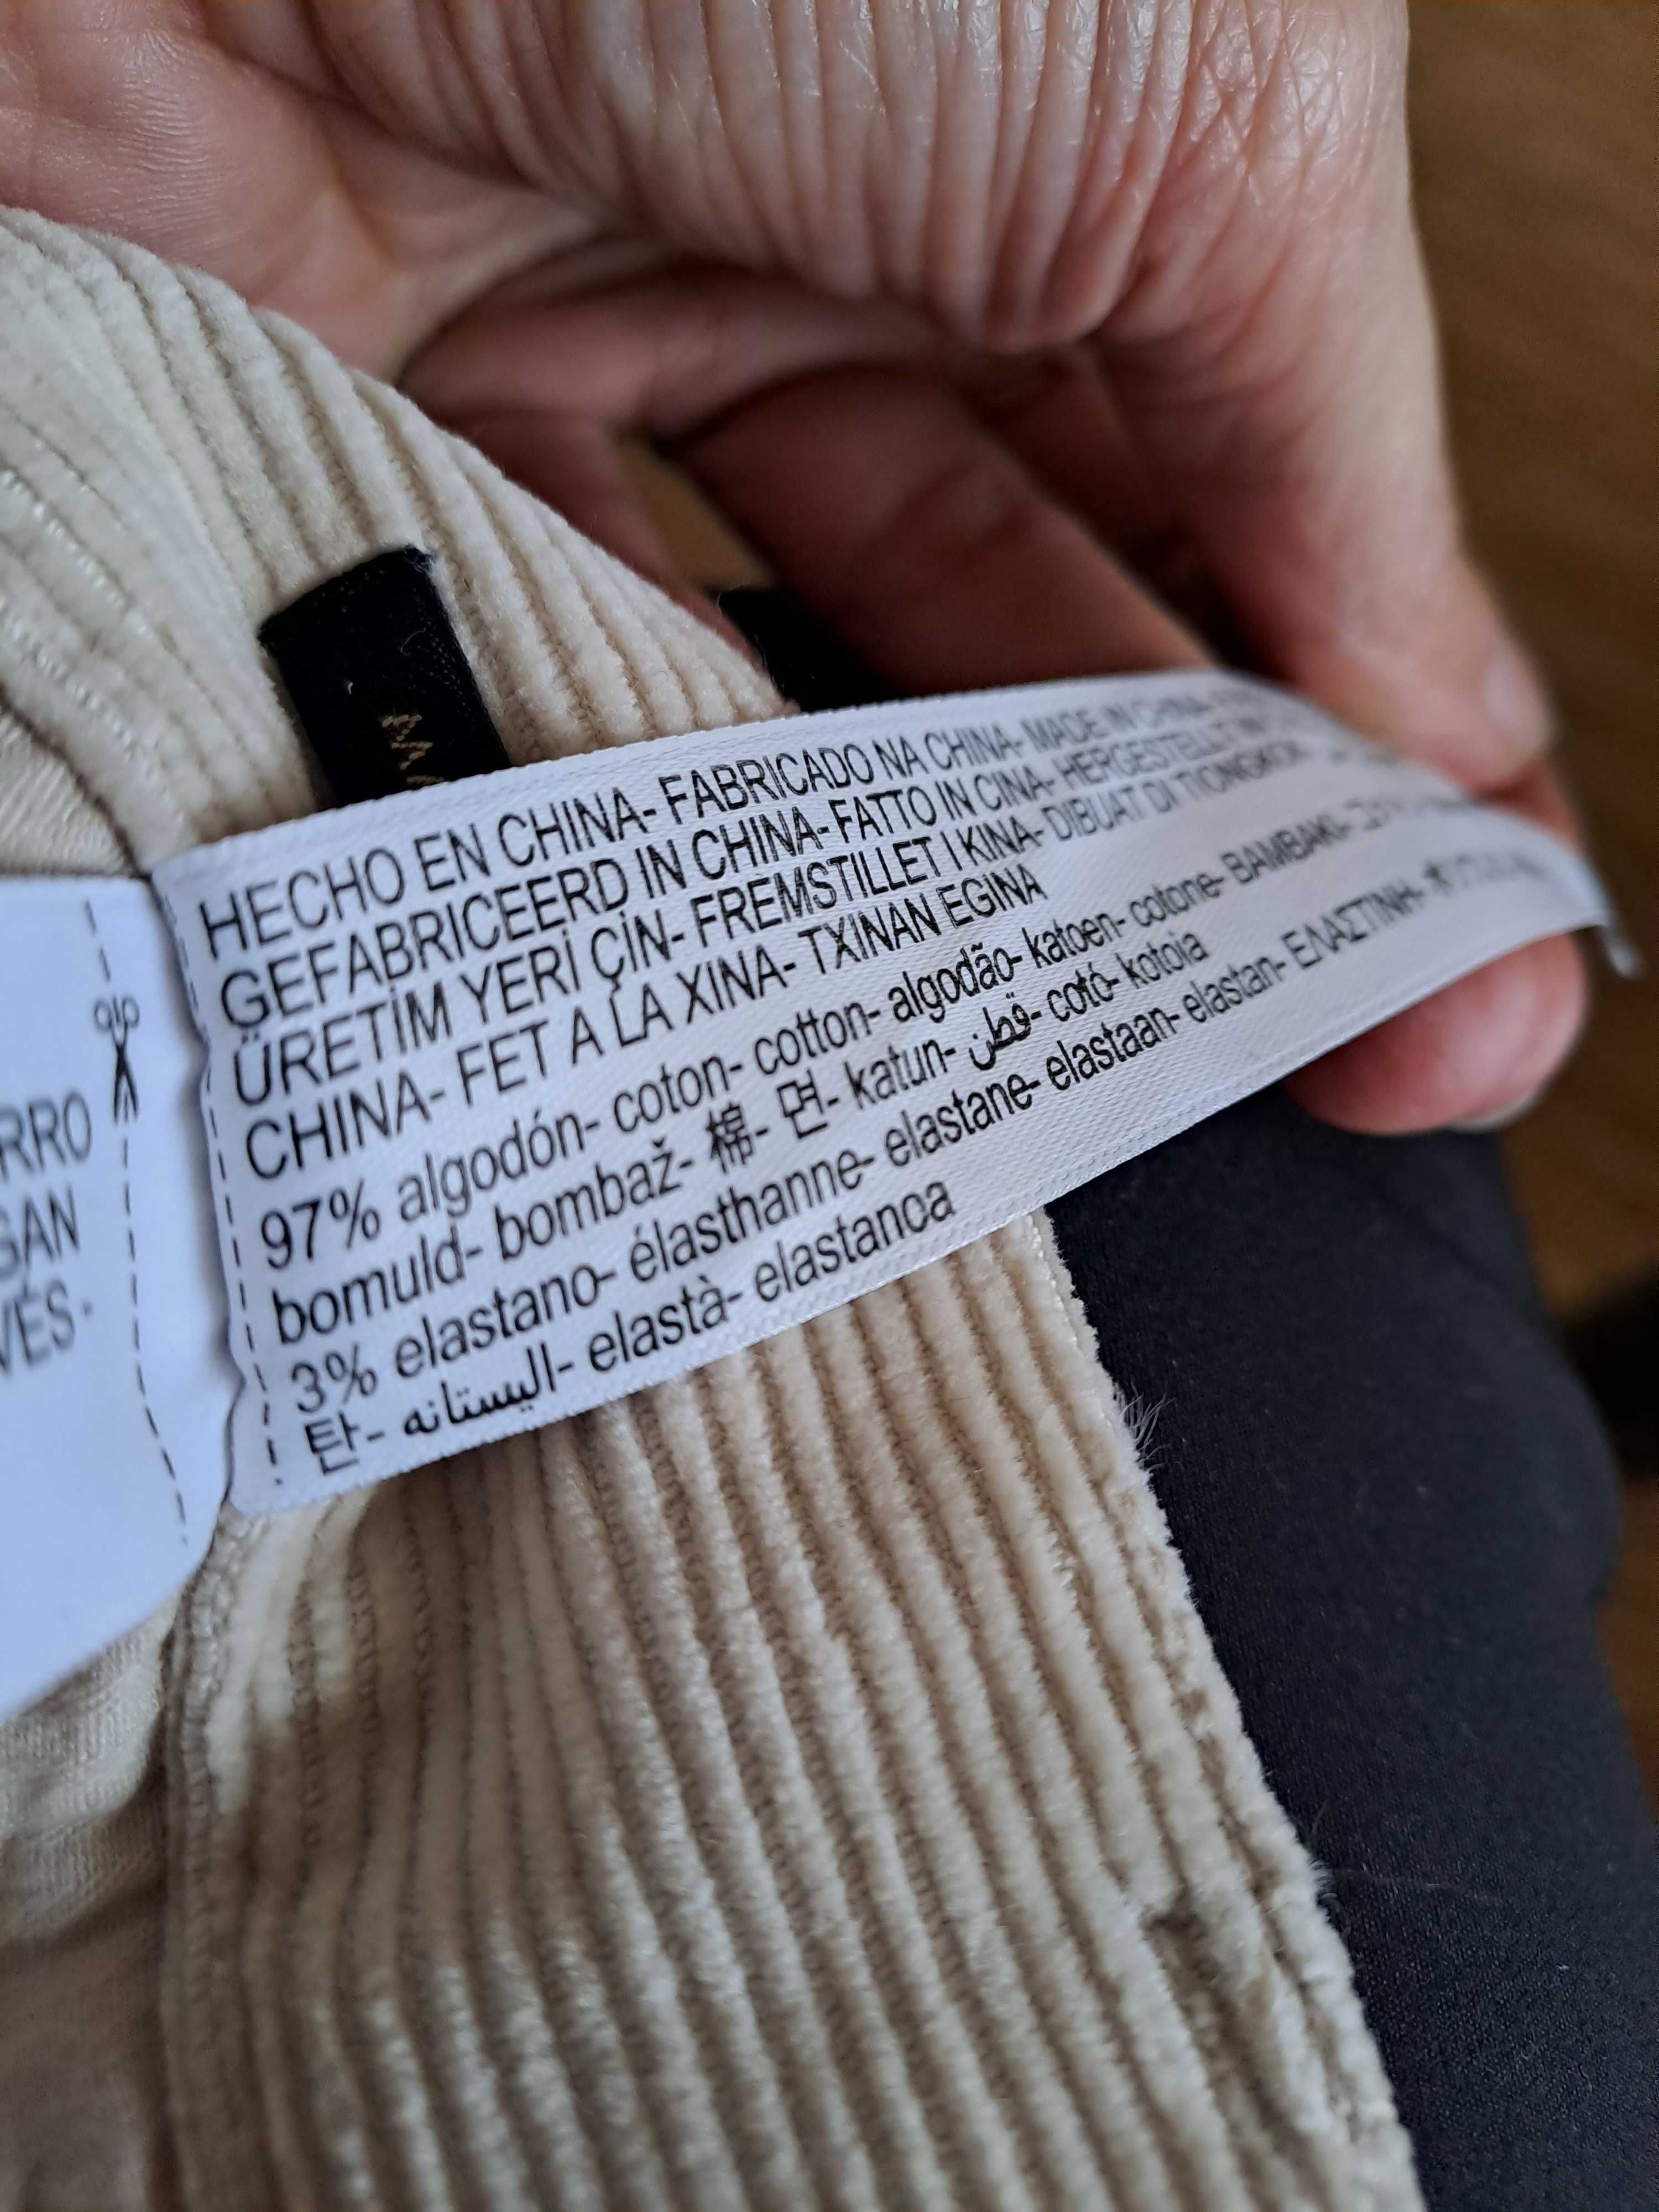 RRO
GAN
VÉS-
HECHO EN CHINA- FABRICADO NA CHINA- MADE IN CHINA-
GEFABRICEERD IN CHINA- FATTO IN CINA- HERGESTELLT IN
ÜRETİM YERİ ÇİN- FREMSTILLET I KINA- DIBUAT DI TIONGKOK
CHINA- FET A LA XINA- TXINAN EGINA
97% algodón- coton- cotton- algodão- katoen- cotone- BAMBAKI-
bomuld- bombaž- 棉- 면- katun- قطن- cotó- kotoia
3% elastano- élasthanne- elastane- elastaan- elastan- ΕΛΑΣΤΙΝΗ-
탄- اليستانه- elastà- elastanoa